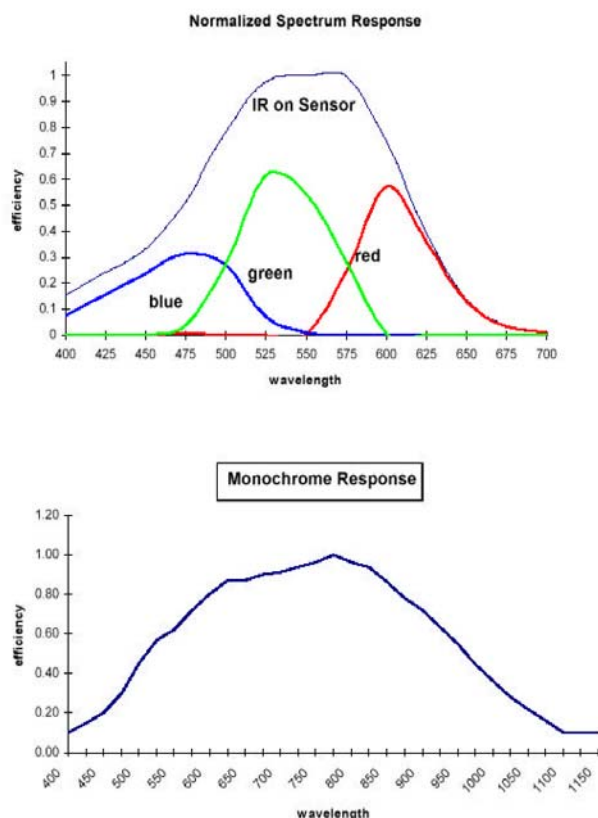 Normalized Spectrum Response
1
0.9
0.8
0.7
0.6
0.5
0.4
0.3
0.2
0.1
0
efficiency
IR on Sensor
blue
green
red
400 425 450 475 500 525 550 575 600 625 650 675 700
wavelength
Monochrome Response
1.20
1.00
0.80
0.60
0.40
0.20
0.00
efficiency
400 450 500 550 600 650 700 750 800 850 900 950 1000 1050 1100 1150
wavelength